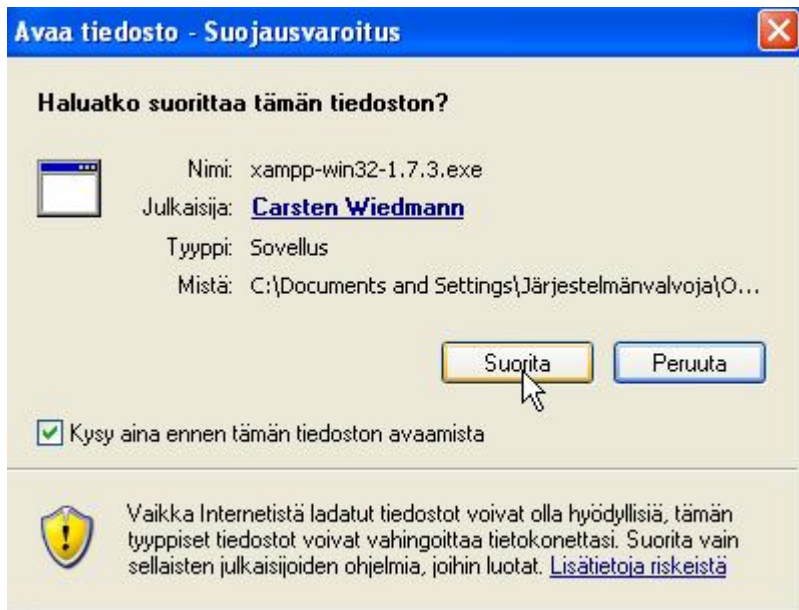 Avaa tiedosto - Suojausvaroitus
Haluatko suorittaa tämän tiedoston?
Nimi: xampp-win32-1.7.3.exe
Julkaisija: Carsten Wiedmann
Tyyppi: Sovellus
Mistä: C:\Documents and Settings\Järjestelmänvalvoja\O...
Suorita Peruuta
Kysy aina ennen tämän tiedoston avaamista
Vaikka Internetistä ladatut tiedostot voivat olla hyödyllisiä, tämän
tyyppiset tiedostot voivat vahingoittaa tietokonettasi. Suorita vain
sellaisten julkaisijoiden ohjelmia, joihin luotat. Lisätietoja riskeistä